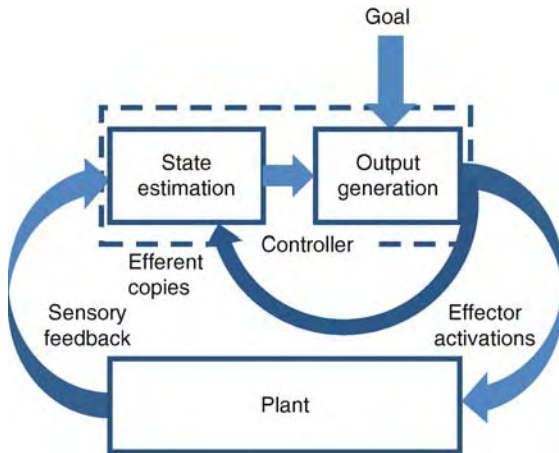 Goal
State
estimation
Output
generation
Controller
Efferent
copies
Sensory
feedback
Effector
activations
Plant